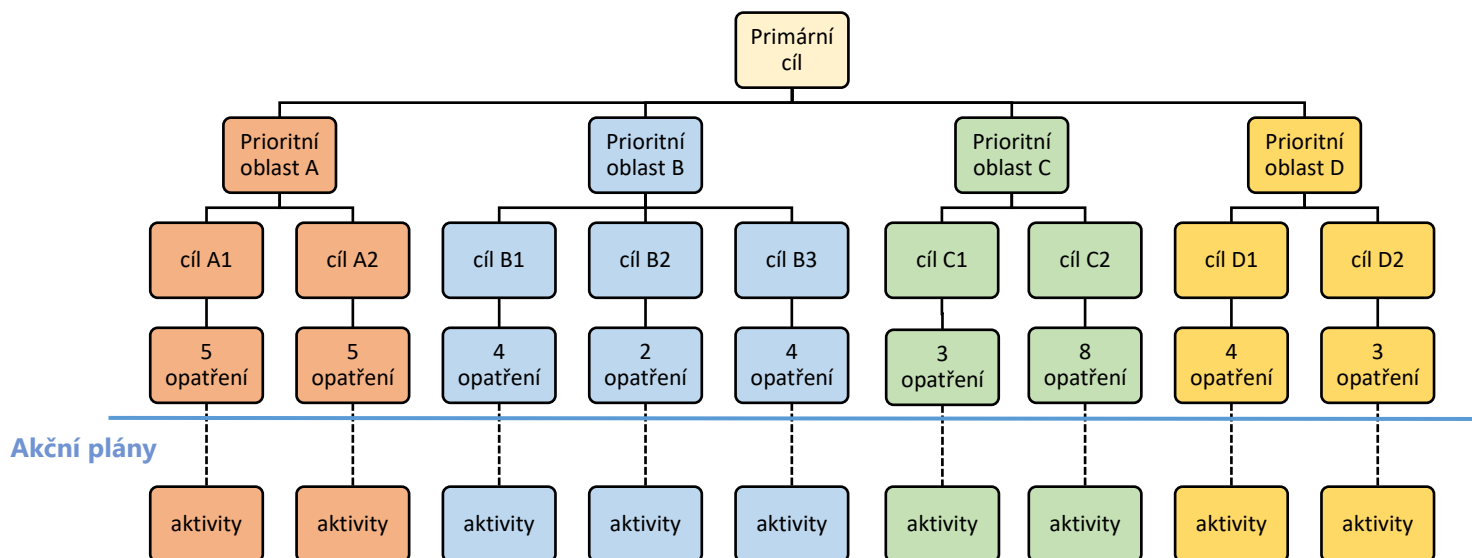 Primární
cíl
Prioritní
oblast A
Prioritní
oblast B
Prioritní
oblast C
Prioritní
oblast D
cíl A1
cíl A2
cíl B1
cíl B2
cíl B3
cíl C1
cíl C2
cíl D1
cíl D2
5
opatření
5
opatření
4
opatření
2
opatření
4
opatření
3
opatření
8
opatření
4
opatření
3
opatření
Akční plány
aktivity
aktivity
aktivity
aktivity
aktivity
aktivity
aktivity
aktivity
aktivity